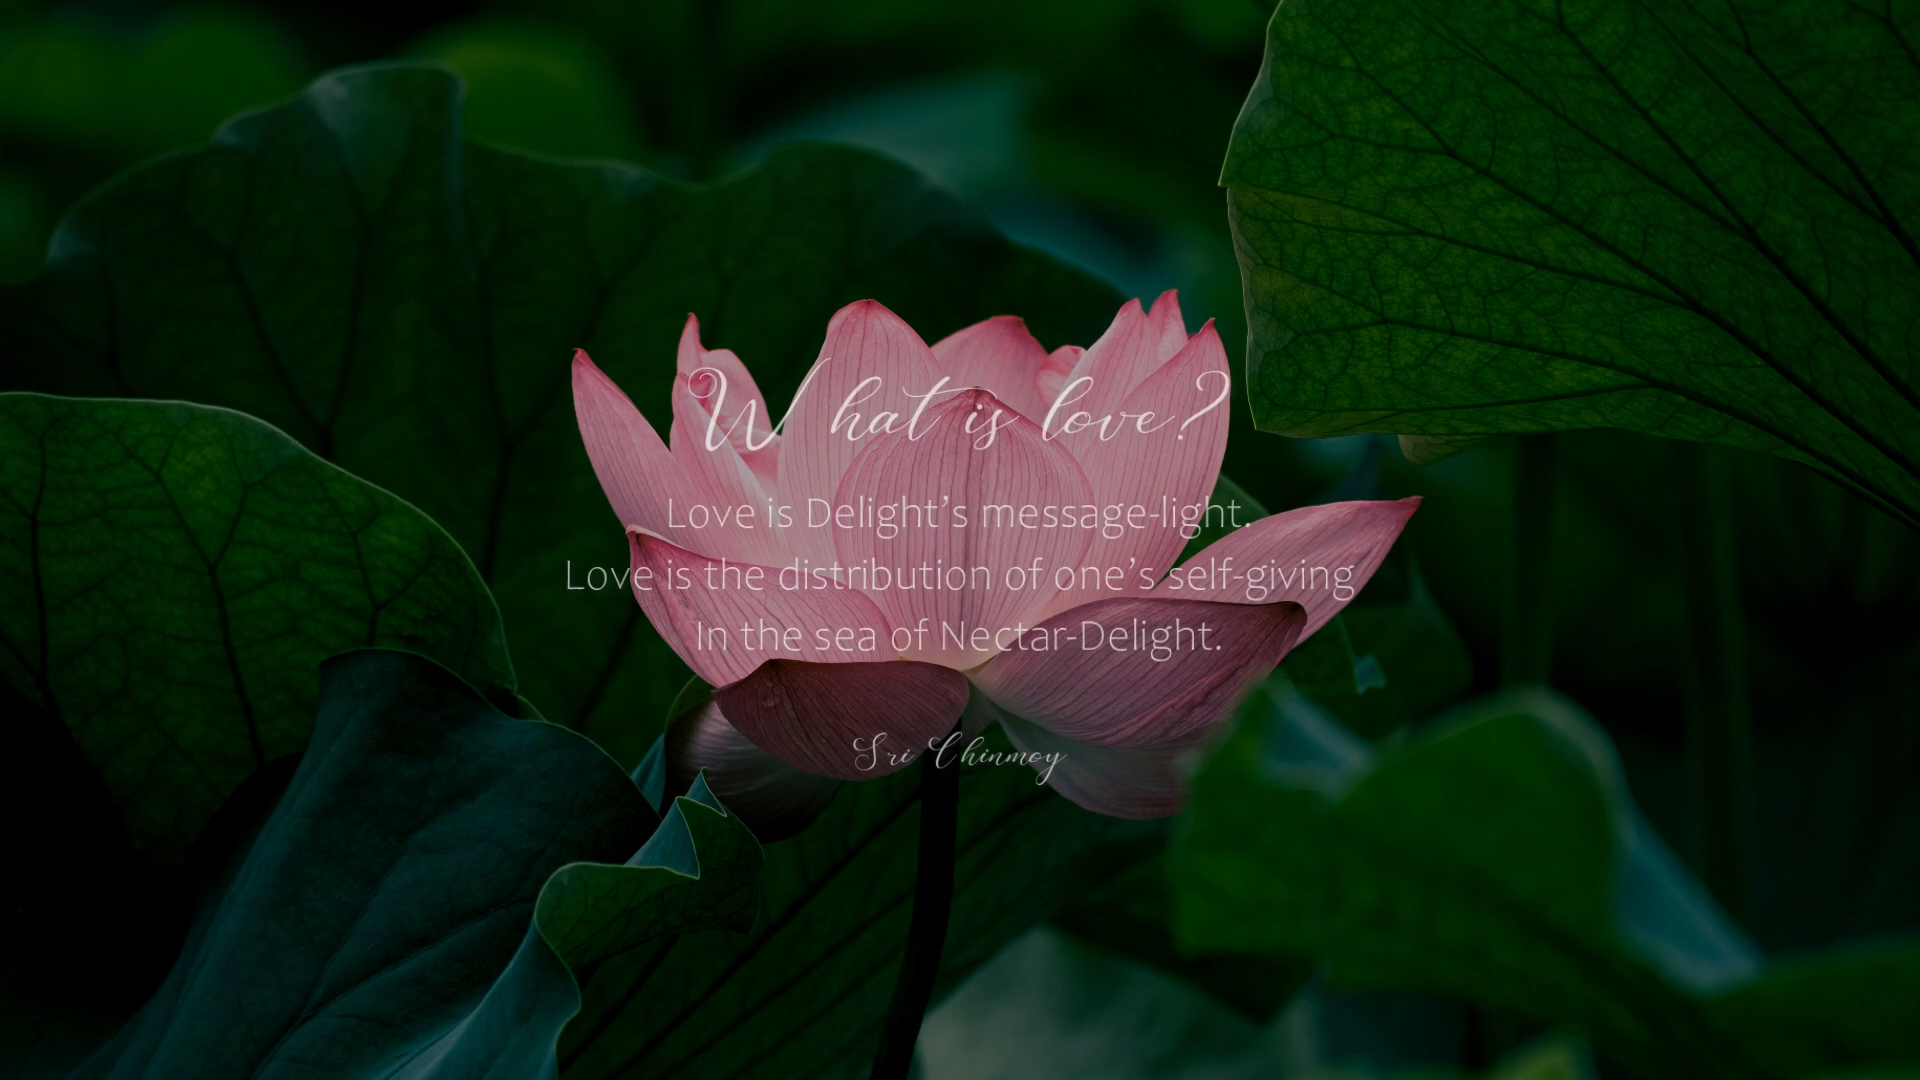 What is love?
Love is Delight’s message-light.
Love is the distribution of one’s self-giving
In the sea of Nectar-Delight.
Sri Chinmoy